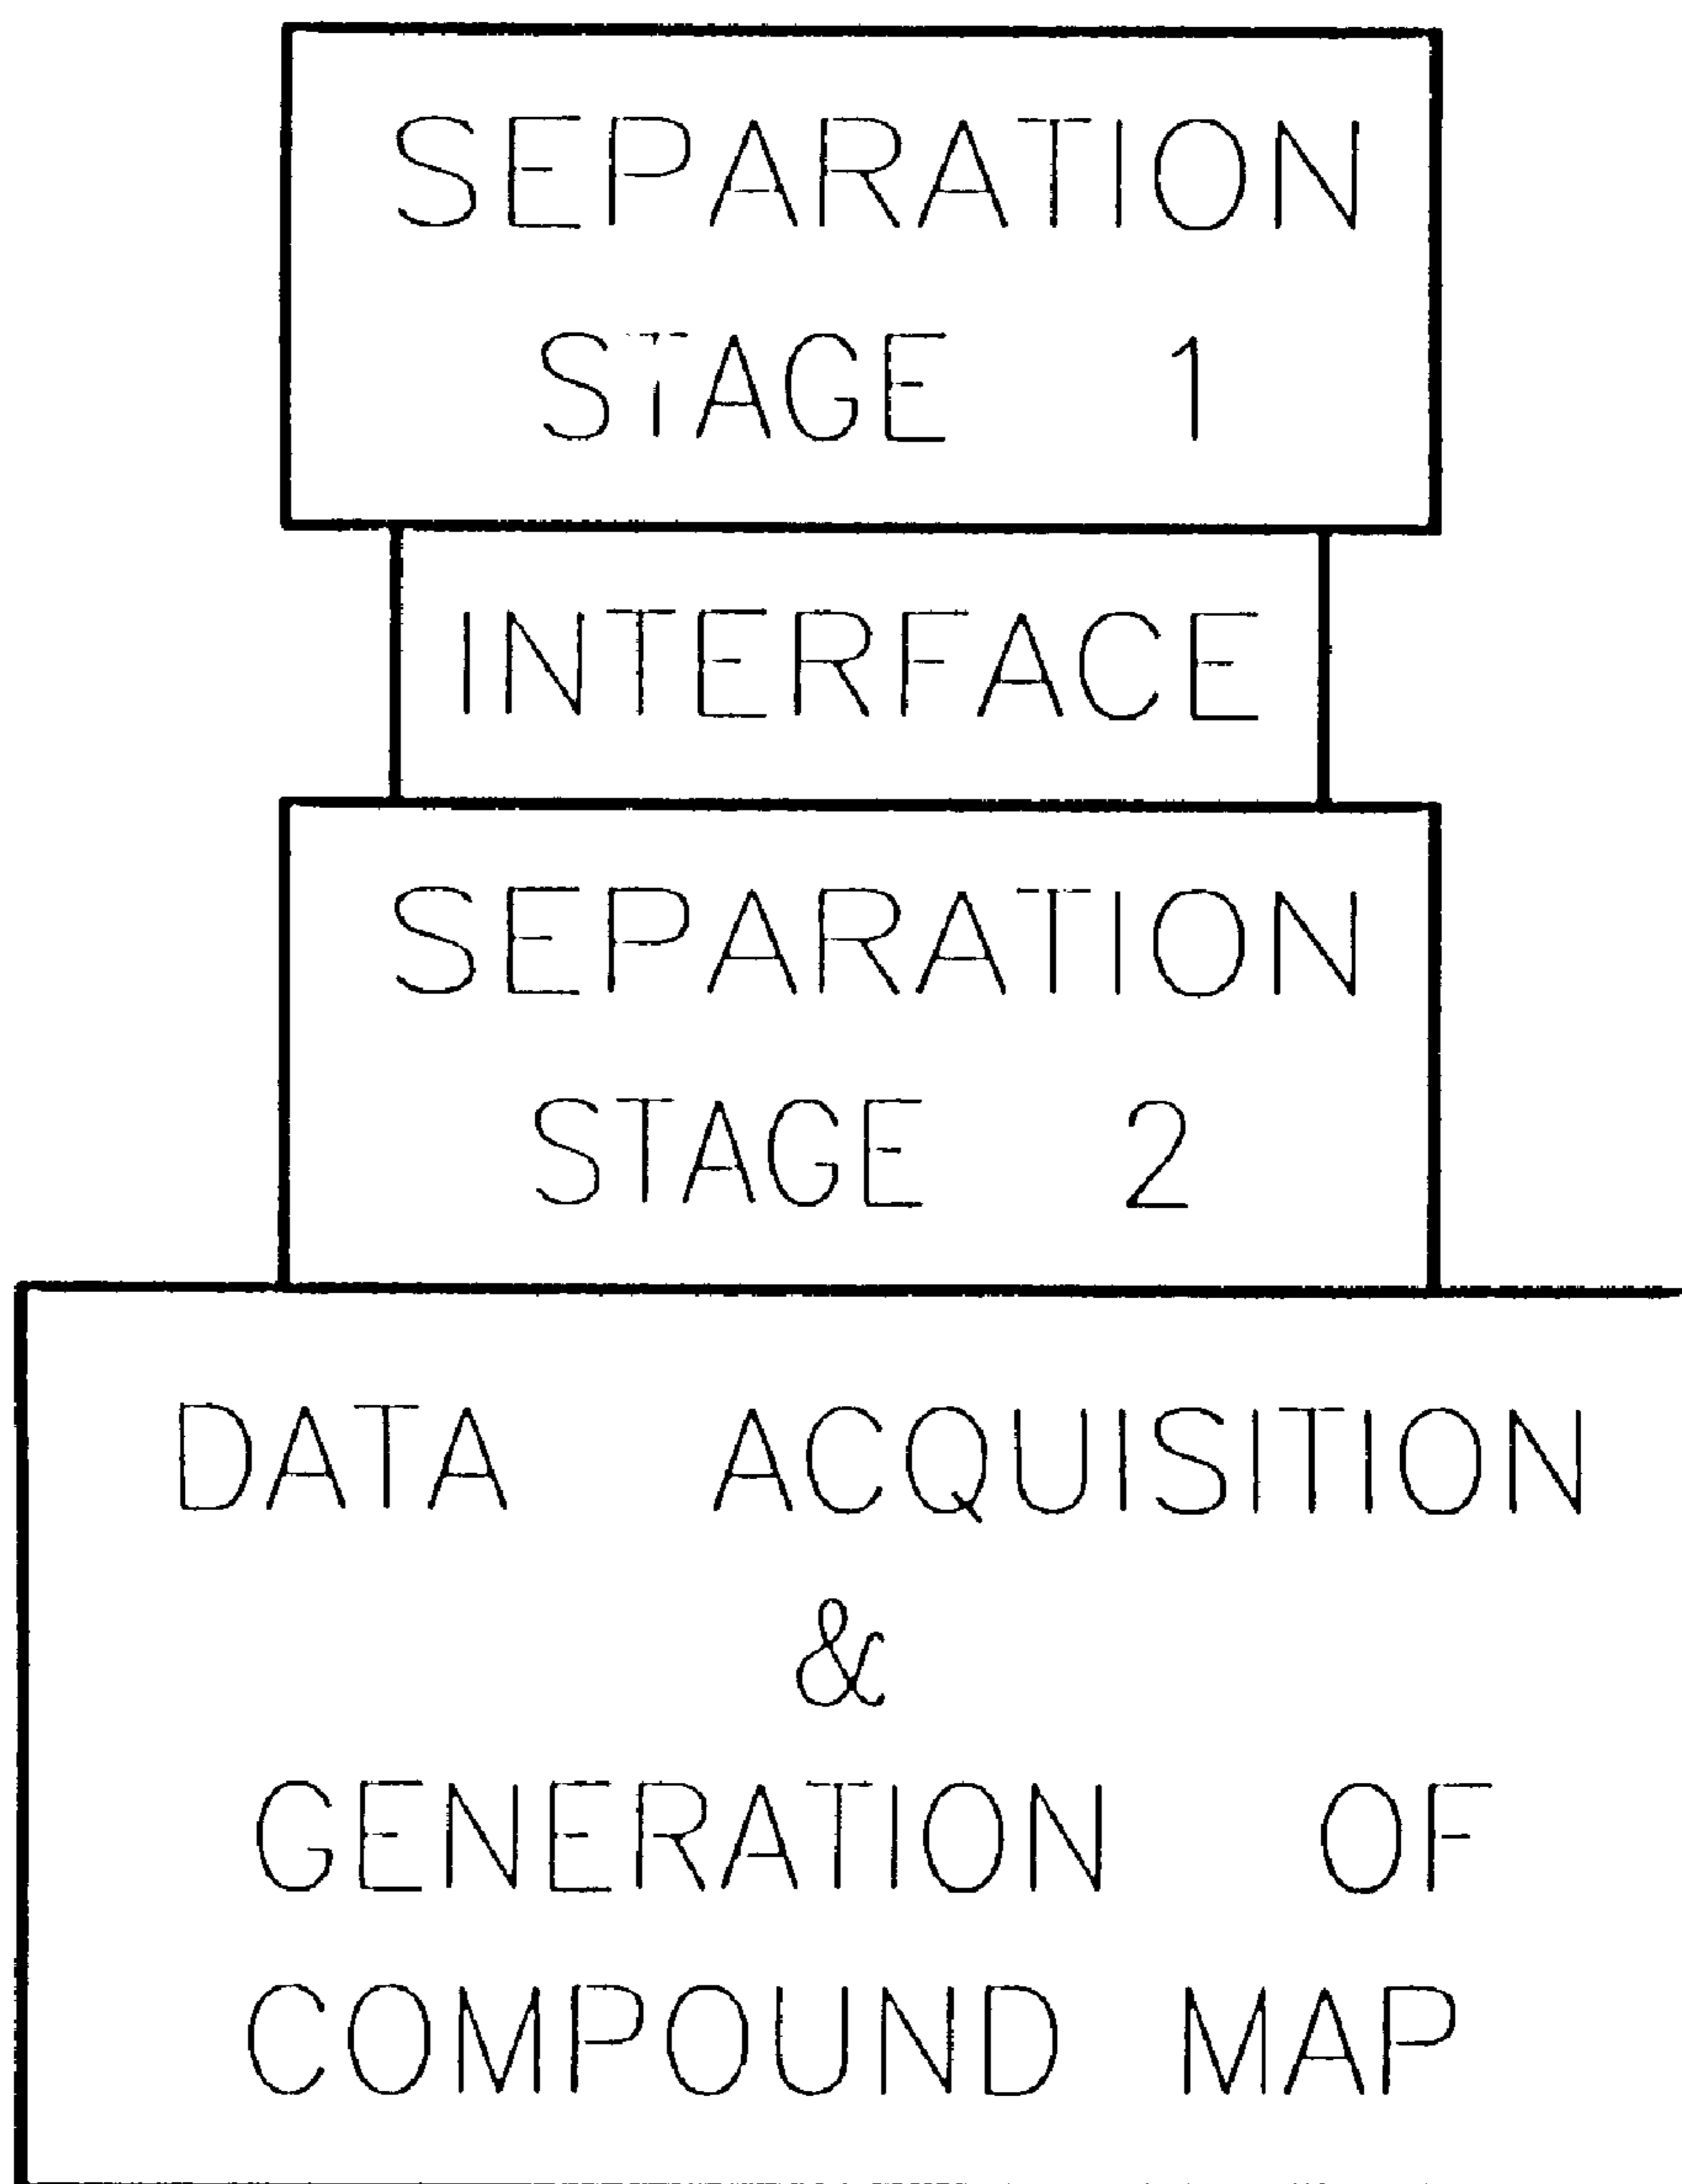 SEPARATION
STAGE 1
INTERFACE
SEPARATION
STAGE 2
DATA ACQUISITION
&
GENERATION OF
COMPOUND MAP